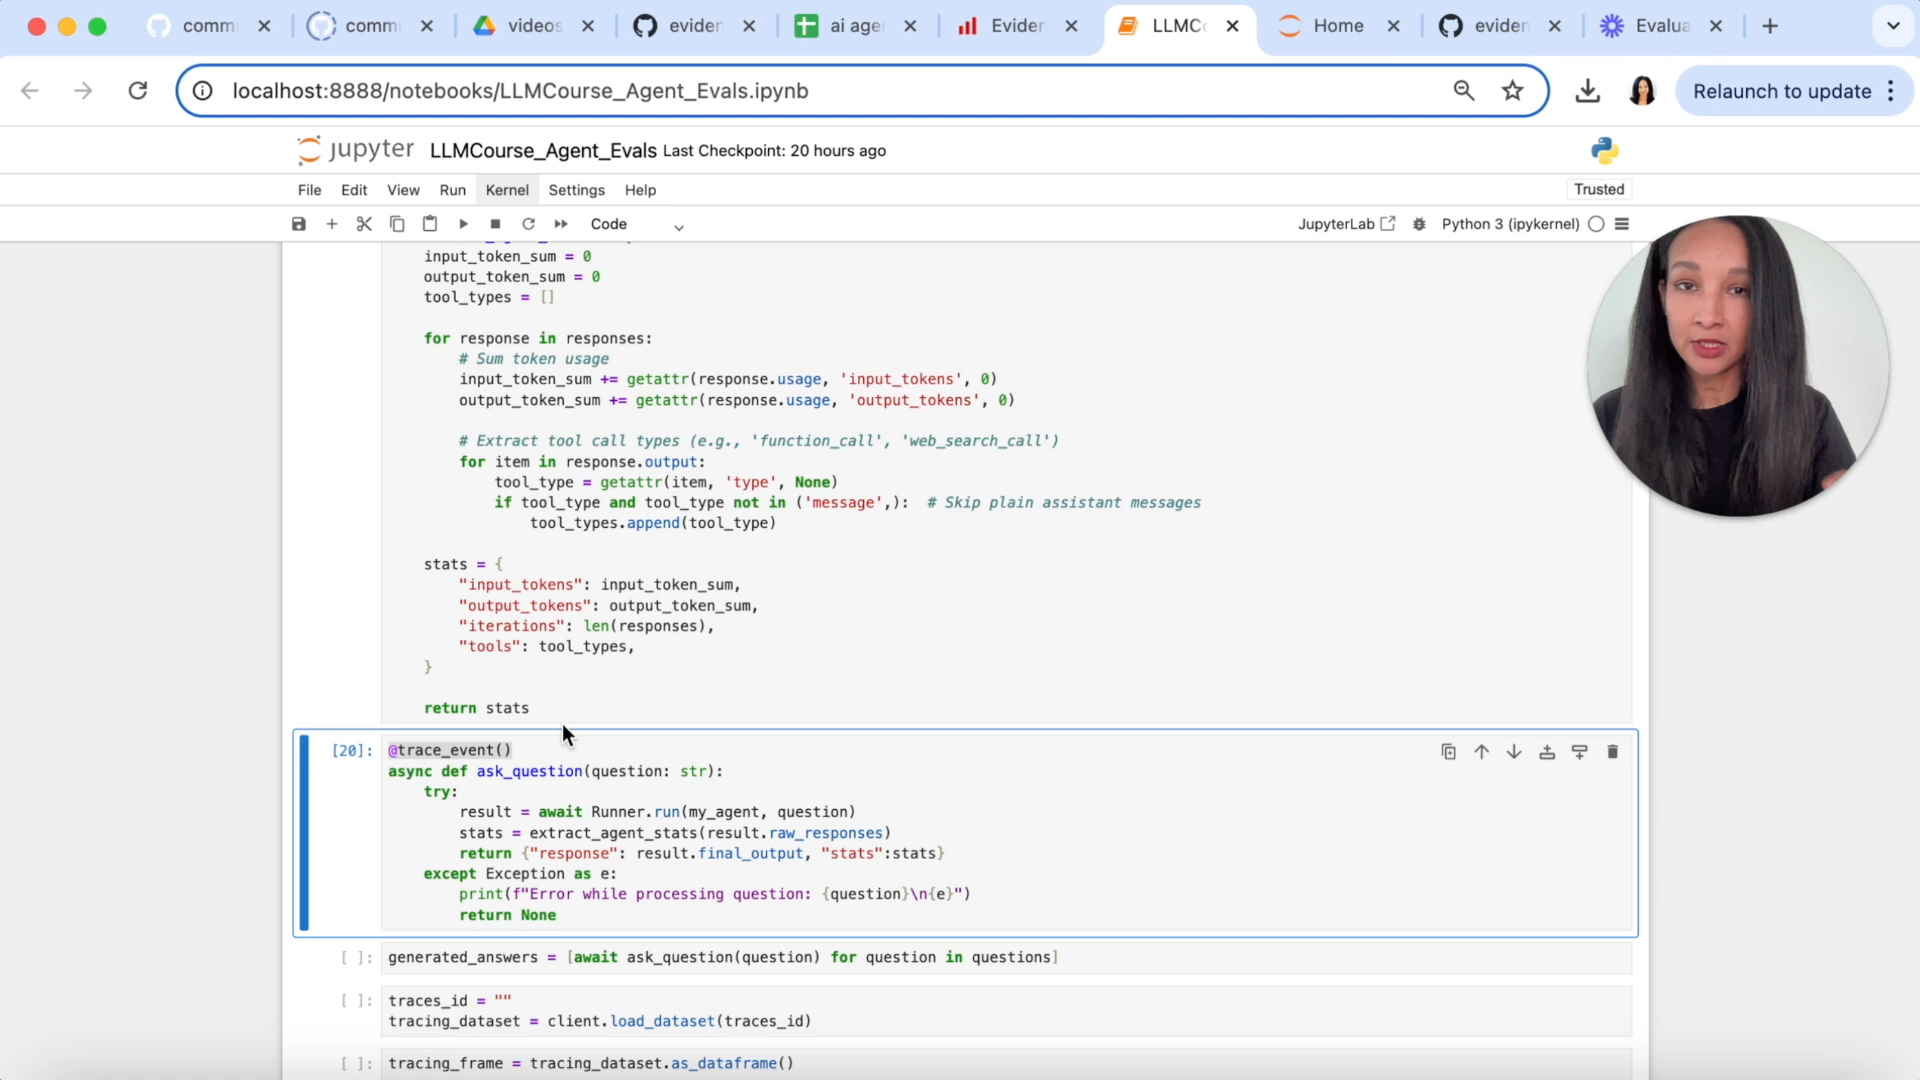 comm
comm
videos
eviden
ai age
Eviden
LLMCo
Home
eviden
Evalua
localhost:8888/notebooks/LLMCourse_Agent_Evals.ipynb
Relaunch to update
jupyter LLMCourse_Agent_Evals Last Checkpoint: 20 hours ago
File Edit View Run Kernel Settings Help
Trusted
Code
JupyterLab
Python 3 (ipykernel)
input_token_sum = 0
output_token_sum = 0
tool_types = []
for response in responses:
# Sum token usage
input_token_sum += getattr(response.usage, 'input_tokens', 0)
output_token_sum += getattr(response.usage, 'output_tokens', 0)
# Extract tool call types (e.g., 'function_call', 'web_search_call')
for item in response.output:
tool_type = getattr(item, 'type', None)
if tool_type and tool_type not in ('message',): # Skip plain assistant messages
tool_types.append(tool_type)
stats = {
"input_tokens": input_token_sum,
"output_tokens": output_token_sum,
"iterations": len(responses),
"tools": tool_types,
}
return stats
[20]: @trace_event()
async def ask_question(question: str):
try:
result = await Runner.run(my_agent, question)
stats = extract_agent_stats(result.raw_responses)
return {"response": result.final_output, "stats":stats}
except Exception as e:
print(f"Error while processing question: {question}\n{e}")
return None
[ ]: generated_answers = [await ask_question(question) for question in questions]
[ ]: traces_id = ""
tracing_dataset = client.load_dataset(traces_id)
[ ]: tracing_frame = tracing_dataset.as_dataframe()